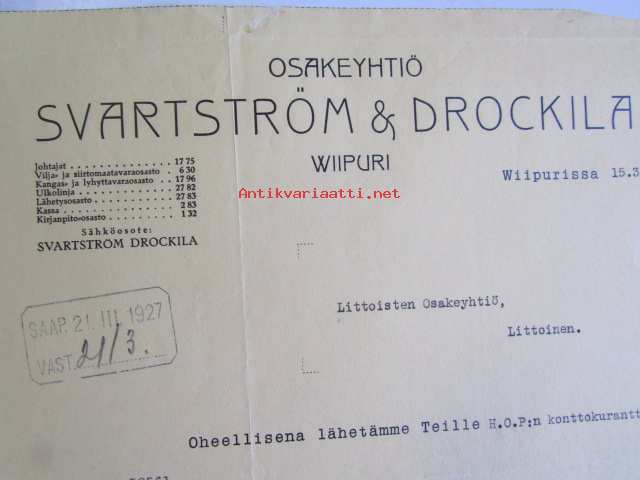 OSAKEYHTIÖ
SVARTSTRÖM & DROCKILA
WIIPURI
Johtajat . . . . . . . . . . . . . . 17 75
Vilja- ja siirtomaatavaraosasto . 6 30
Kangas- ja lyhyttavaraosasto . . 17 96
Ulkolinja . . . . . . . . . . . . . 27 82
Lähetysosasto . . . . . . . . . . 27 83
Kassa . . . . . . . . . . . . . . . 2 83
Kirjanpito-osasto . . . . . . . . . 1 32
Sähköosote:
SVARTSTRÖM DROCKILA
Antikvariaatti.net
Wiipurissa 15.3
SAAP. 21. III 1927
VAST. 21/3.
Littoisten Osakeyhtiö,
Littoinen.
Oheellisena lähetämme Teille H.O.P:n konttokurantt